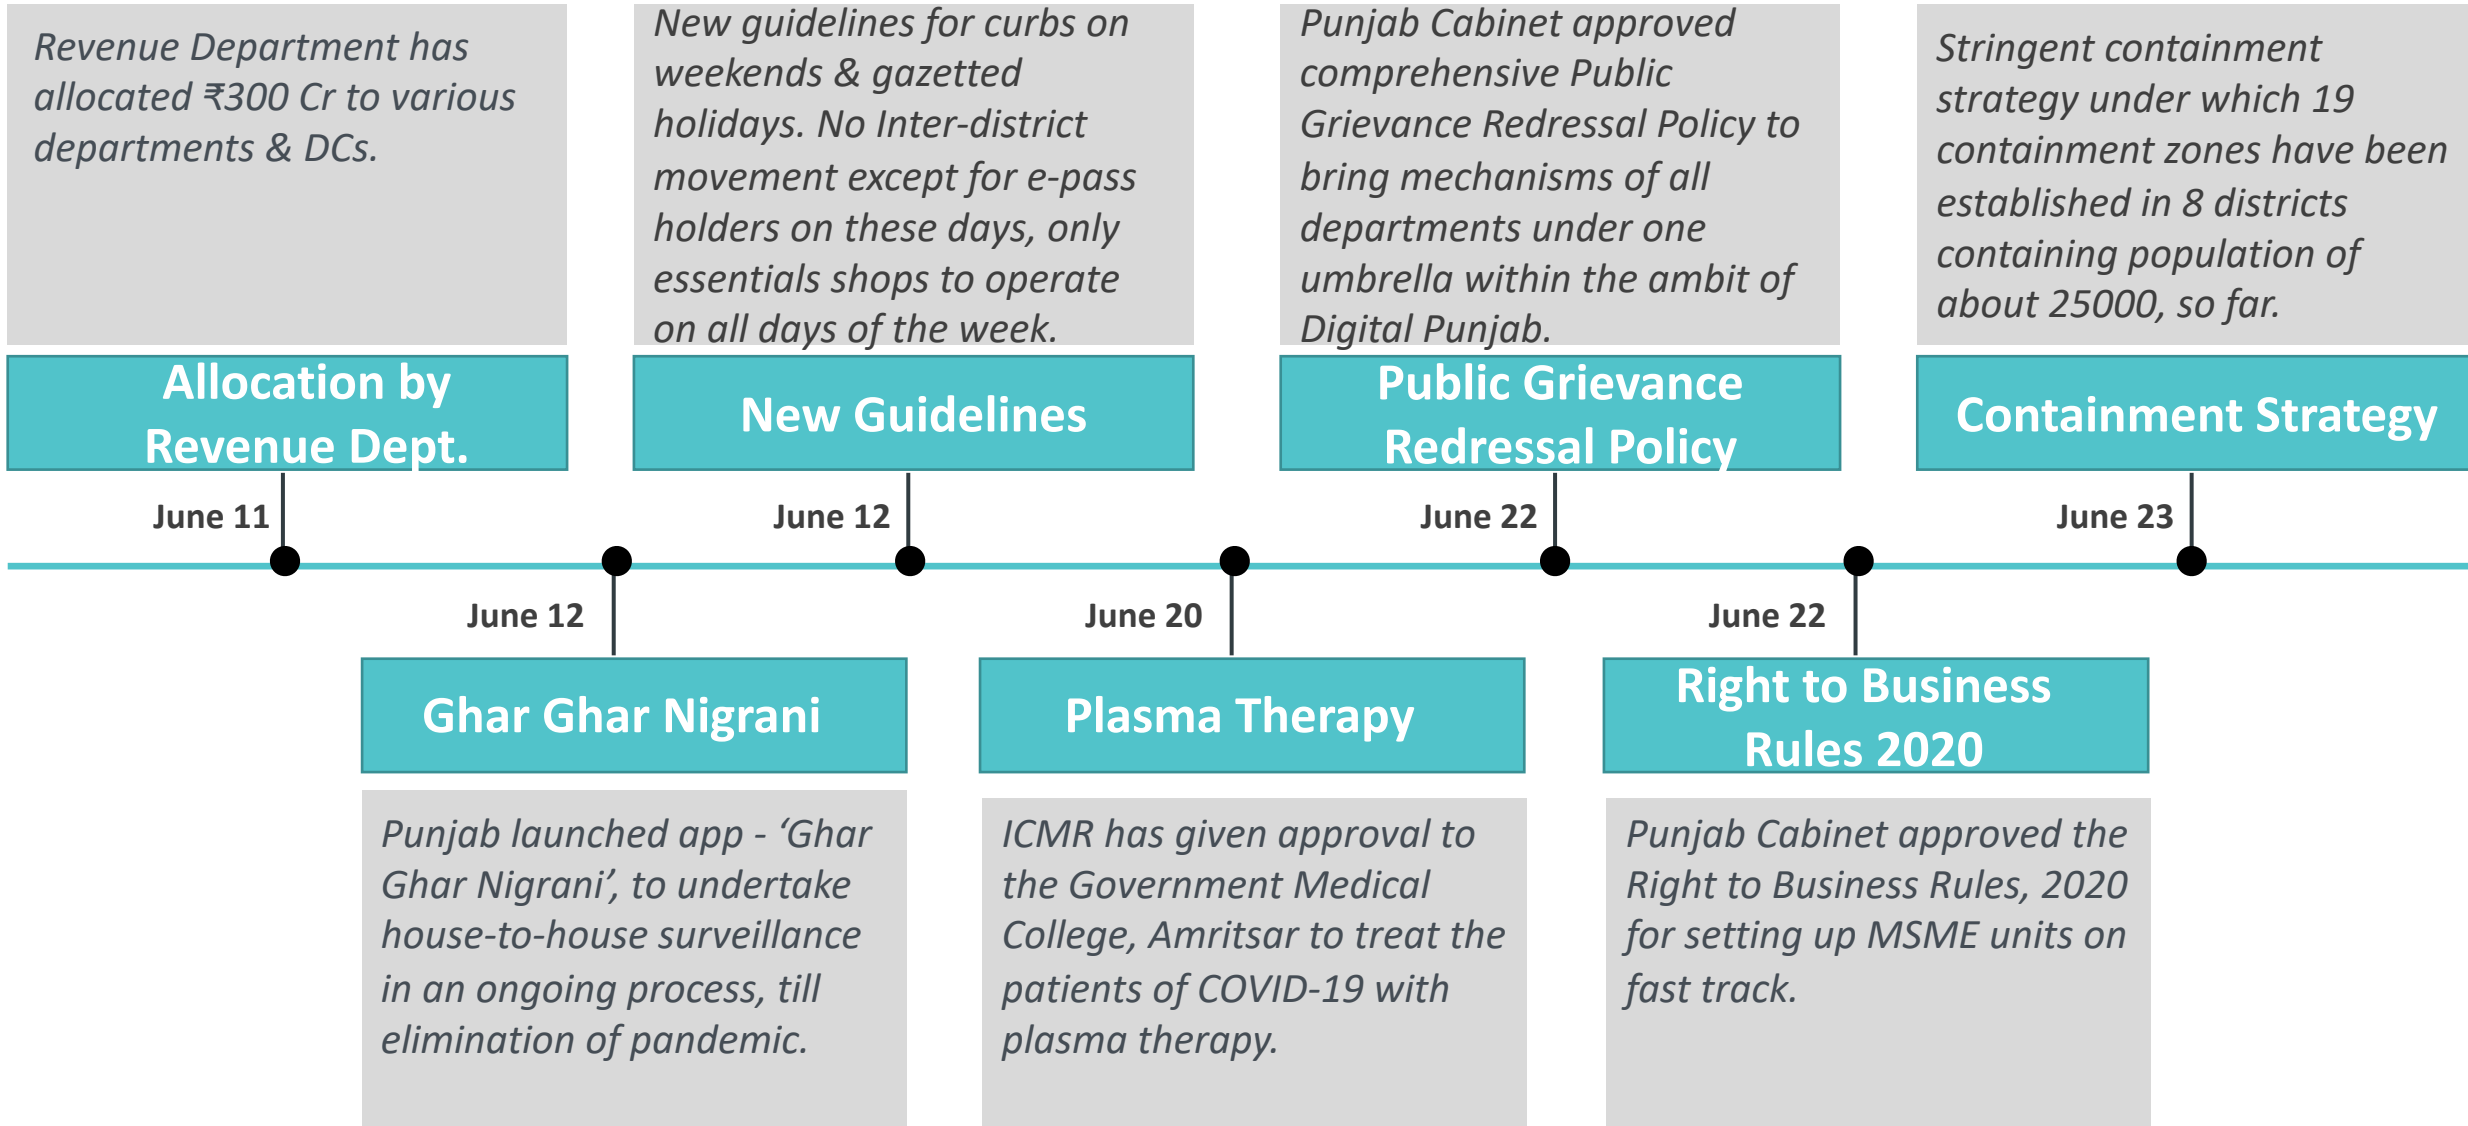 Revenue Department has
allocated ₹300 Cr to various
departments & DCs.
Allocation by
Revenue Dept.
June 11
Punjab launched app - ‘Ghar
Ghar Nigrani’, to undertake
house-to-house surveillance
in an ongoing process, till
elimination of pandemic.
Ghar Ghar Nigrani
June 12
New guidelines for curbs on
weekends & gazetted
holidays. No Inter-district
movement except for e-pass
holders on these days, only
essentials shops to operate
on all days of the week.
New Guidelines
June 12
June 20
Plasma Therapy
ICMR has given approval to
the Government Medical
College, Amritsar to treat the
patients of COVID-19 with
plasma therapy.
Punjab Cabinet approved
comprehensive Public
Grievance Redressal Policy to
bring mechanisms of all
departments under one
umbrella within the ambit of
Digital Punjab.
Public Grievance
Redressal Policy
June 22
June 22
Right to Business
Rules 2020
Punjab Cabinet approved the
Right to Business Rules, 2020
for setting up MSME units on
fast track.
Stringent containment
strategy under which 19
containment zones have been
established in 8 districts
containing population of
about 25000, so far.
Containment Strategy
June 23